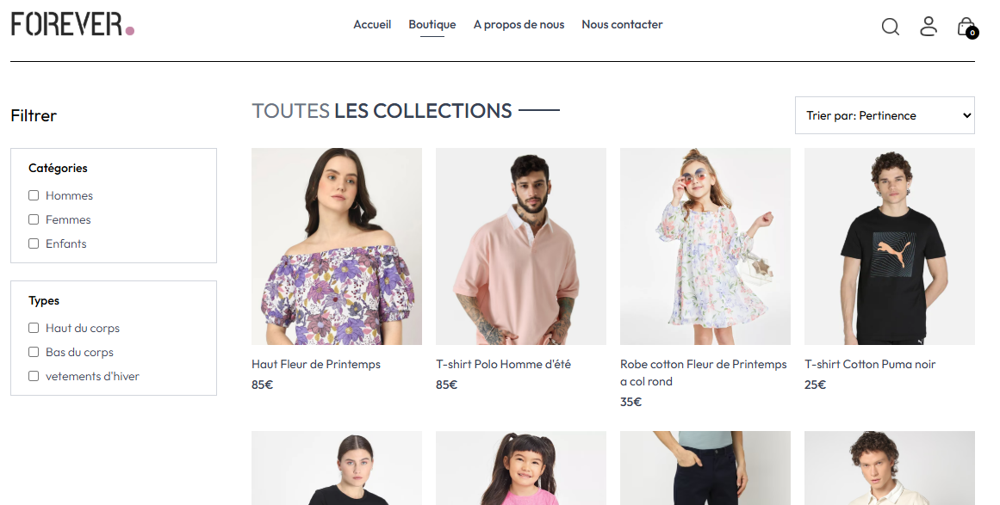 FOREVER.
Accueil Boutique A propos de nous Nous contacter
0
Filtrer
TOUTES LES COLLECTIONS
Trier par: Pertinence
Catégories
Hommes
Femmes
Enfants
Types
Haut du corps
Bas du corps
vetements d'hiver
Haut Fleur de Printemps
85€
T-shirt Polo Homme d'été
85€
Robe cotton Fleur de Printemps
a col rond
35€
T-shirt Cotton Puma noir
25€